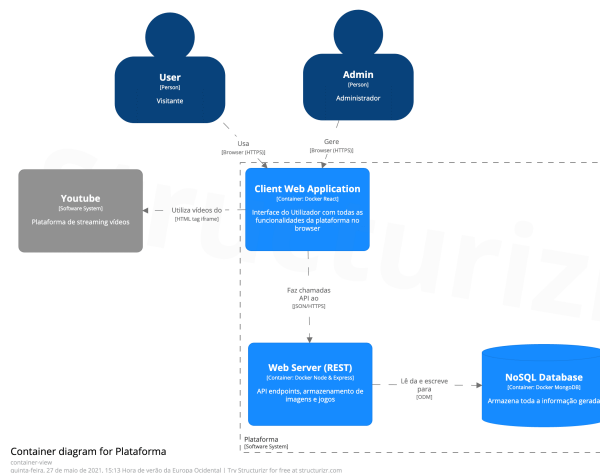 User
[Person]
Visitante
Admin
[Person]
Administrador
Usa
[Browser (HTTPS)]
Gere
[Browser (HTTPS)]
Youtube
[Software System]
Plataforma de streaming vídeos
Utiliza vídeos do
[HTML tag iframe]
Client Web Application
[Container: Docker React]
Interface do Utilizador com todas as
funcionalidades da plataforma no
browser
Faz chamadas
API ao
[JSON/HTTPS]
Web Server (REST)
[Container: Docker Node & Express]
API endpoints, armazenamento de
imagens e jogos
Lê da e escreve
para
[ODM]
NoSQL Database
[Container: Docker MongoDB]
Armazena toda a informação gerada
Plataforma
[Software System]
Container diagram for Plataforma
container-view
quinta-feira, 27 de maio de 2021, 15:13 Hora de verão da Europa Ocidental | Try Structurizr for free at structurizr.com
Structurizr